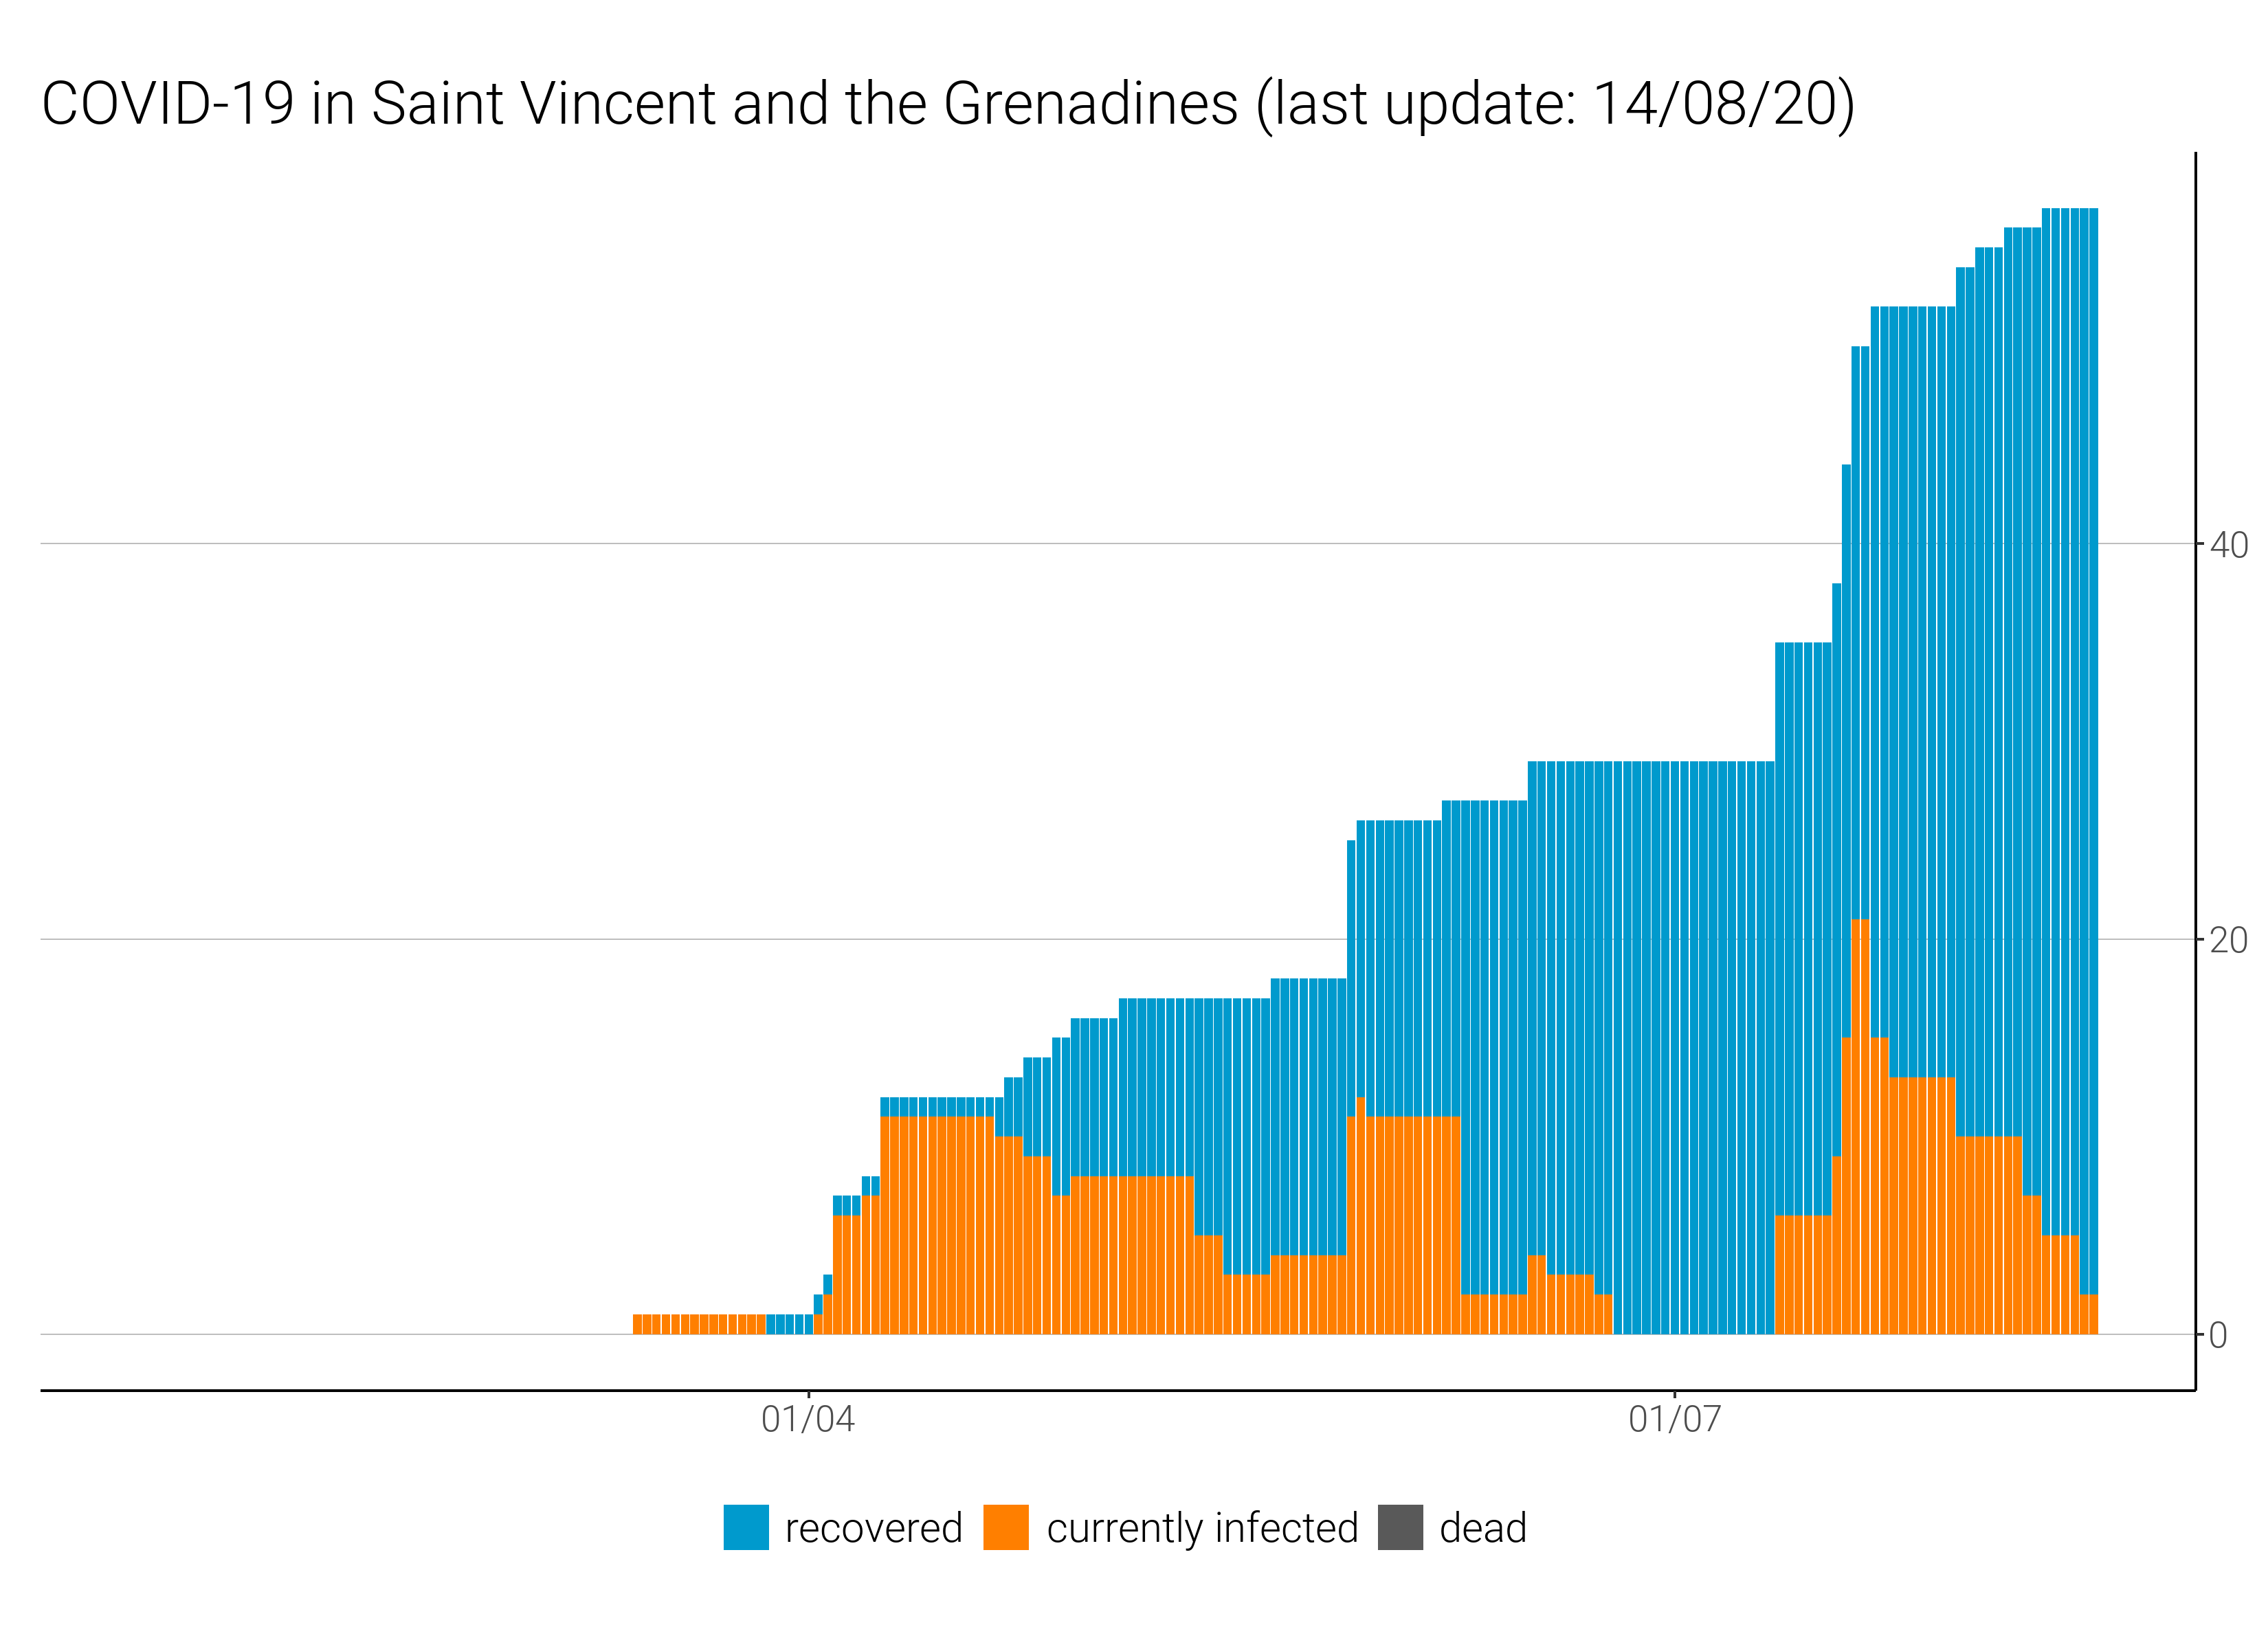 COVID-19 in Saint Vincent and the Grenadines (last update: 14/08/20)
40
20
0
01/04 01/07
recovered currently infected dead